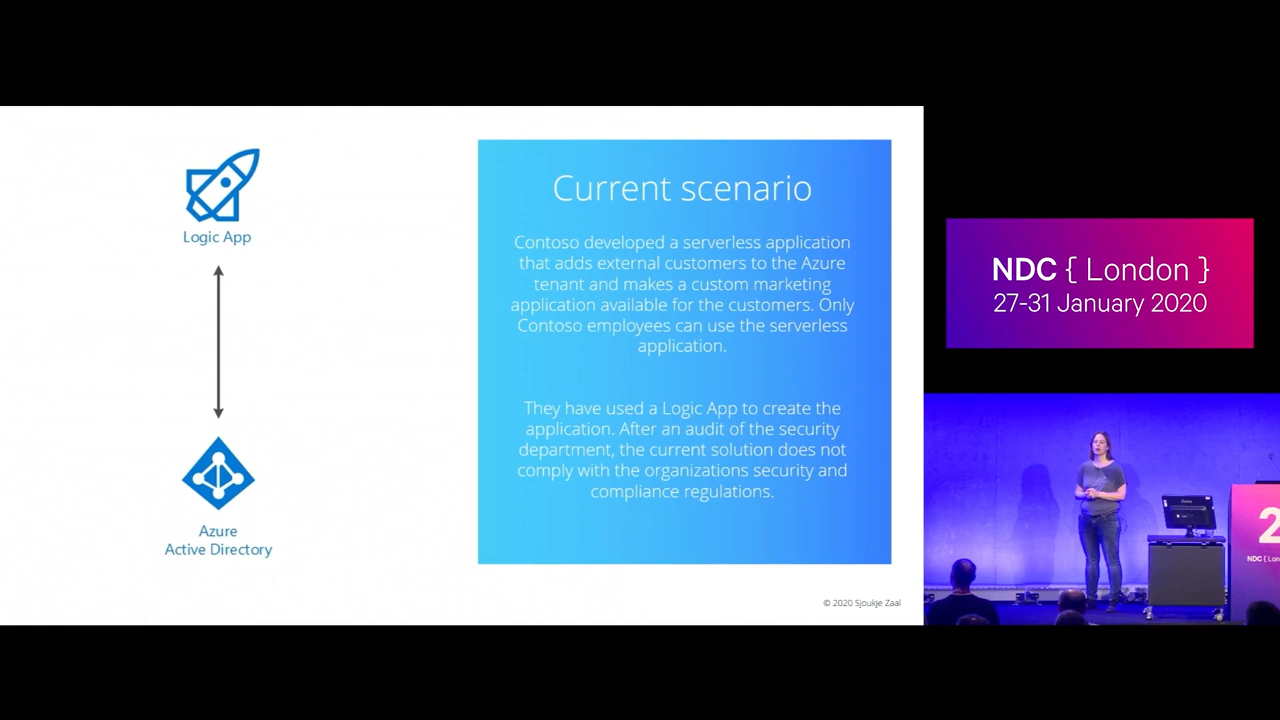 Logic App
Azure
Active Directory
Current scenario
Contoso developed a serverless application
that adds external customers to the Azure
tenant and makes a custom marketing
application available for the customers. Only
Contoso employees can use the serverless
application.
They have used a Logic App to create the
application. After an audit of the security
department, the current solution does not
comply with the organizations security and
compliance regulations.
© 2020 Sjoukje Zaal
NDC { London }
27-31 January 2020
2
NDC { Lon